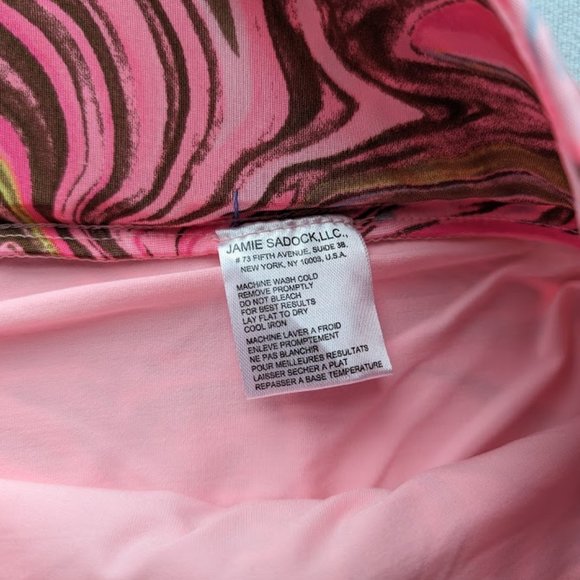 JAMIE SADOCK,LLC.,
# 73 FIFTH AVENUE, SUIDE 3B,
NEW YORK, NY 10003, U.S.A.
MACHINE WASH COLD
REMOVE PROMPTLY
DO NOT BLEACH
FOR BEST RESULTS
LAY FLAT TO DRY
COOL IRON
MACHINE LAVER A FROID
ENLEVE PROMPTEMENT
NE PAS BLANCHIR
POUR MEILLEURES RESULTATS
LAISSER SECHER A PLAT
REPASSER A BASE TEMPERATURE